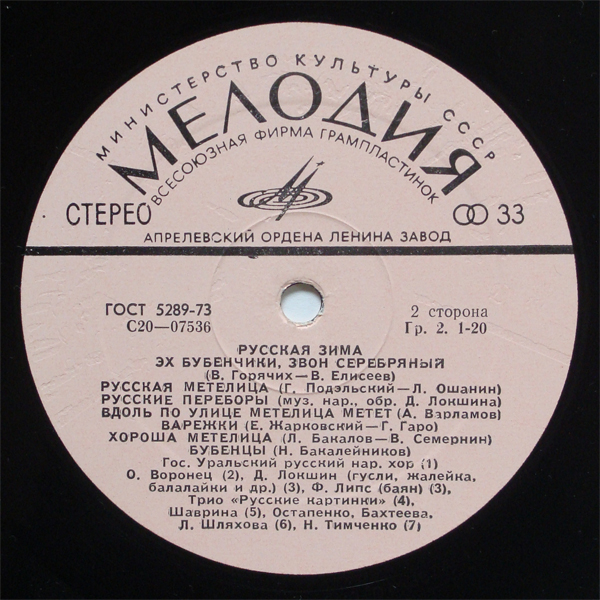 МИНИСТЕРСТВО КУЛЬТУРЫ СССР
МЕЛОДИЯ
ВСЕСОЮЗНАЯ ФИРМА ГРАМПЛАСТИНОК
СТЕРЕО 33
АПРЕЛЕВСКИЙ ОРДЕНА ЛЕНИНА ЗАВОД
ГОСТ 5289-73 2 сторона
С20—07536 Гр. 2. 1-20
РУССКАЯ ЗИМА
ЭХ БУБЕНЧИКИ, ЗВОН СЕРЕБРЯНЫЙ
(В. Горячих—В. Елисеев)
РУССКАЯ МЕТЕЛИЦА (Г. Подэльский—Л. Ошанин)
РУССКИЕ ПЕРЕБОРЫ (муз. нар., обр. Д. Локшина)
ВДОЛЬ ПО УЛИЦЕ МЕТЕЛИЦА МЕТЕТ (А. Варламов)
ВАРЕЖКИ (Е. Жарковский—Г. Гаро)
ХОРОША МЕТЕЛИЦА (Л. Бакалов—В. Семернин)
БУБЕНЦЫ (Н. Бакалейников)
Гос. Уральский русский нар. хор (1)
О. Воронец (2), Д. Локшин (гусли, жалейка,
балалайки и др.) (3), Ф. Липс (баян) (3),
Трио «Русские картинки» (4),
Шаврина (5), Остапенко, Бахтеева,
Л. Шляхова (6), Н. Тимченко (7)